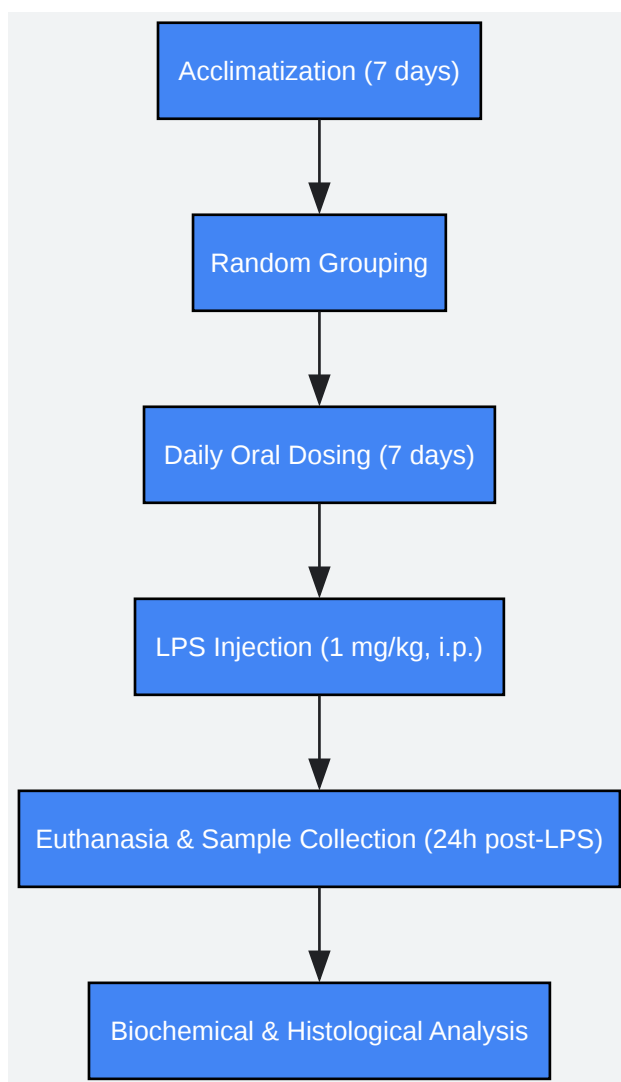 Acclimatization (7 days)
Random Grouping
Daily Oral Dosing (7 days)
LPS Injection (1 mg/kg, i.p.)
Euthanasia & Sample Collection (24h post-LPS)
Biochemical & Histological Analysis